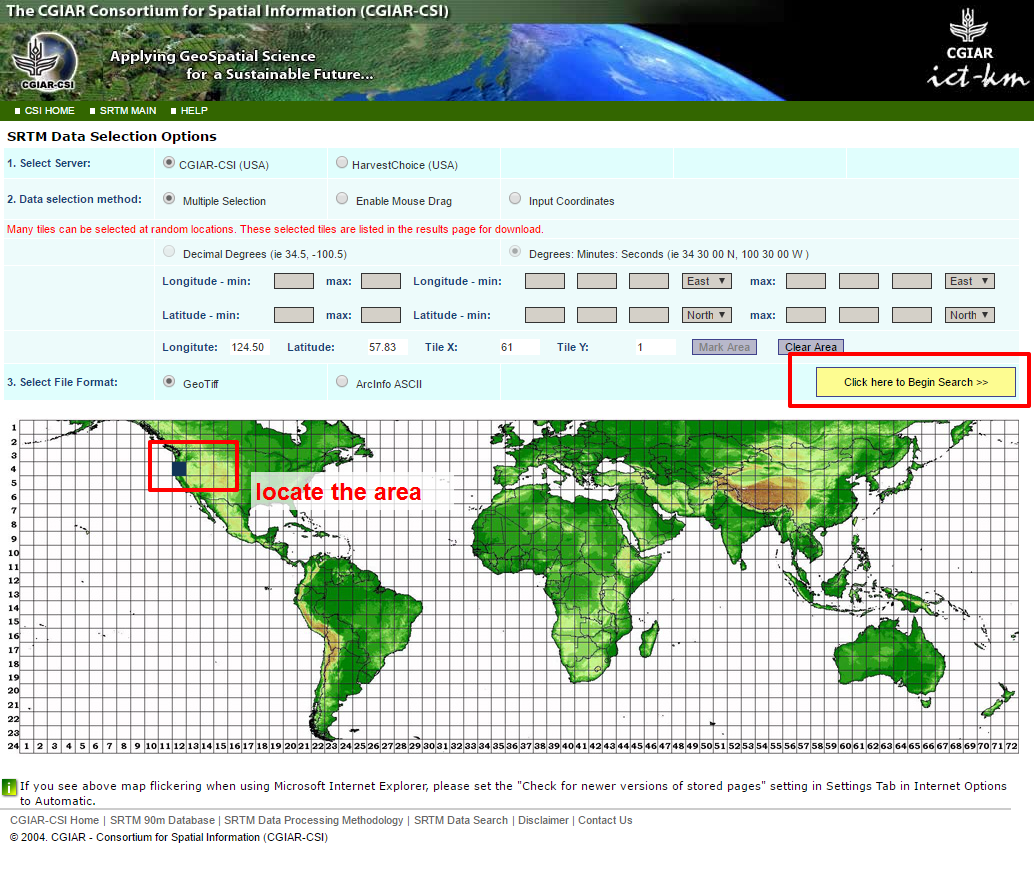 The CGIAR Consortium for Spatial Information (CGIAR-CSI)
Applying GeoSpatial Science
for a Sustainable Future...
CGIAR-CSI
CGIAR
ict-km
CSI HOME SRTM MAIN HELP
SRTM Data Selection Options
1. Select Server: CGIAR-CSI (USA) HarvestChoice (USA)
2. Data selection method: Multiple Selection Enable Mouse Drag Input Coordinates
Many tiles can be selected at random locations. These selected tiles are listed in the results page for download.
Decimal Degrees (ie 34.5, -100.5) Degrees: Minutes: Seconds (ie 34 30 00 N, 100 30 00 W )
Longitude - min: max: Longitude - min: East ▼ max: East ▼
Latitude - min: max: Latitude - min: North ▼ max: North ▼
Longitute: 124.50 Latitude: 57.83 Tile X: 61 Tile Y: 1 Mark Area Clear Area
3. Select File Format: GeoTiff ArcInfo ASCII Click here to Begin Search >>
1
2
3
4
5
locate the area
6
7
8
9
10
11
12
13
14
15
16
17
18
19
20
21
22
23
24 1 2 3 4 5 6 7 8 9 10 11 12 13 14 15 16 17 18 19 20 21 22 23 24 25 26 27 28 29 30 31 32 33 34 35 36 37 38 39 40 41 42 43 44 45 46 47 48 49 50 51 52 53 54 55 56 57 58 59 60 61 62 63 64 65 66 67 68 69 70 71 72
i If you see above map flickering when using Microsoft Internet Explorer, please set the "Check for newer versions of stored pages" setting in Settings Tab in Internet Options
to Automatic.
CGIAR-CSI Home | SRTM 90m Database | SRTM Data Processing Methodology | SRTM Data Search | Disclaimer | Contact Us
© 2004. CGIAR - Consortium for Spatial Information (CGIAR-CSI)